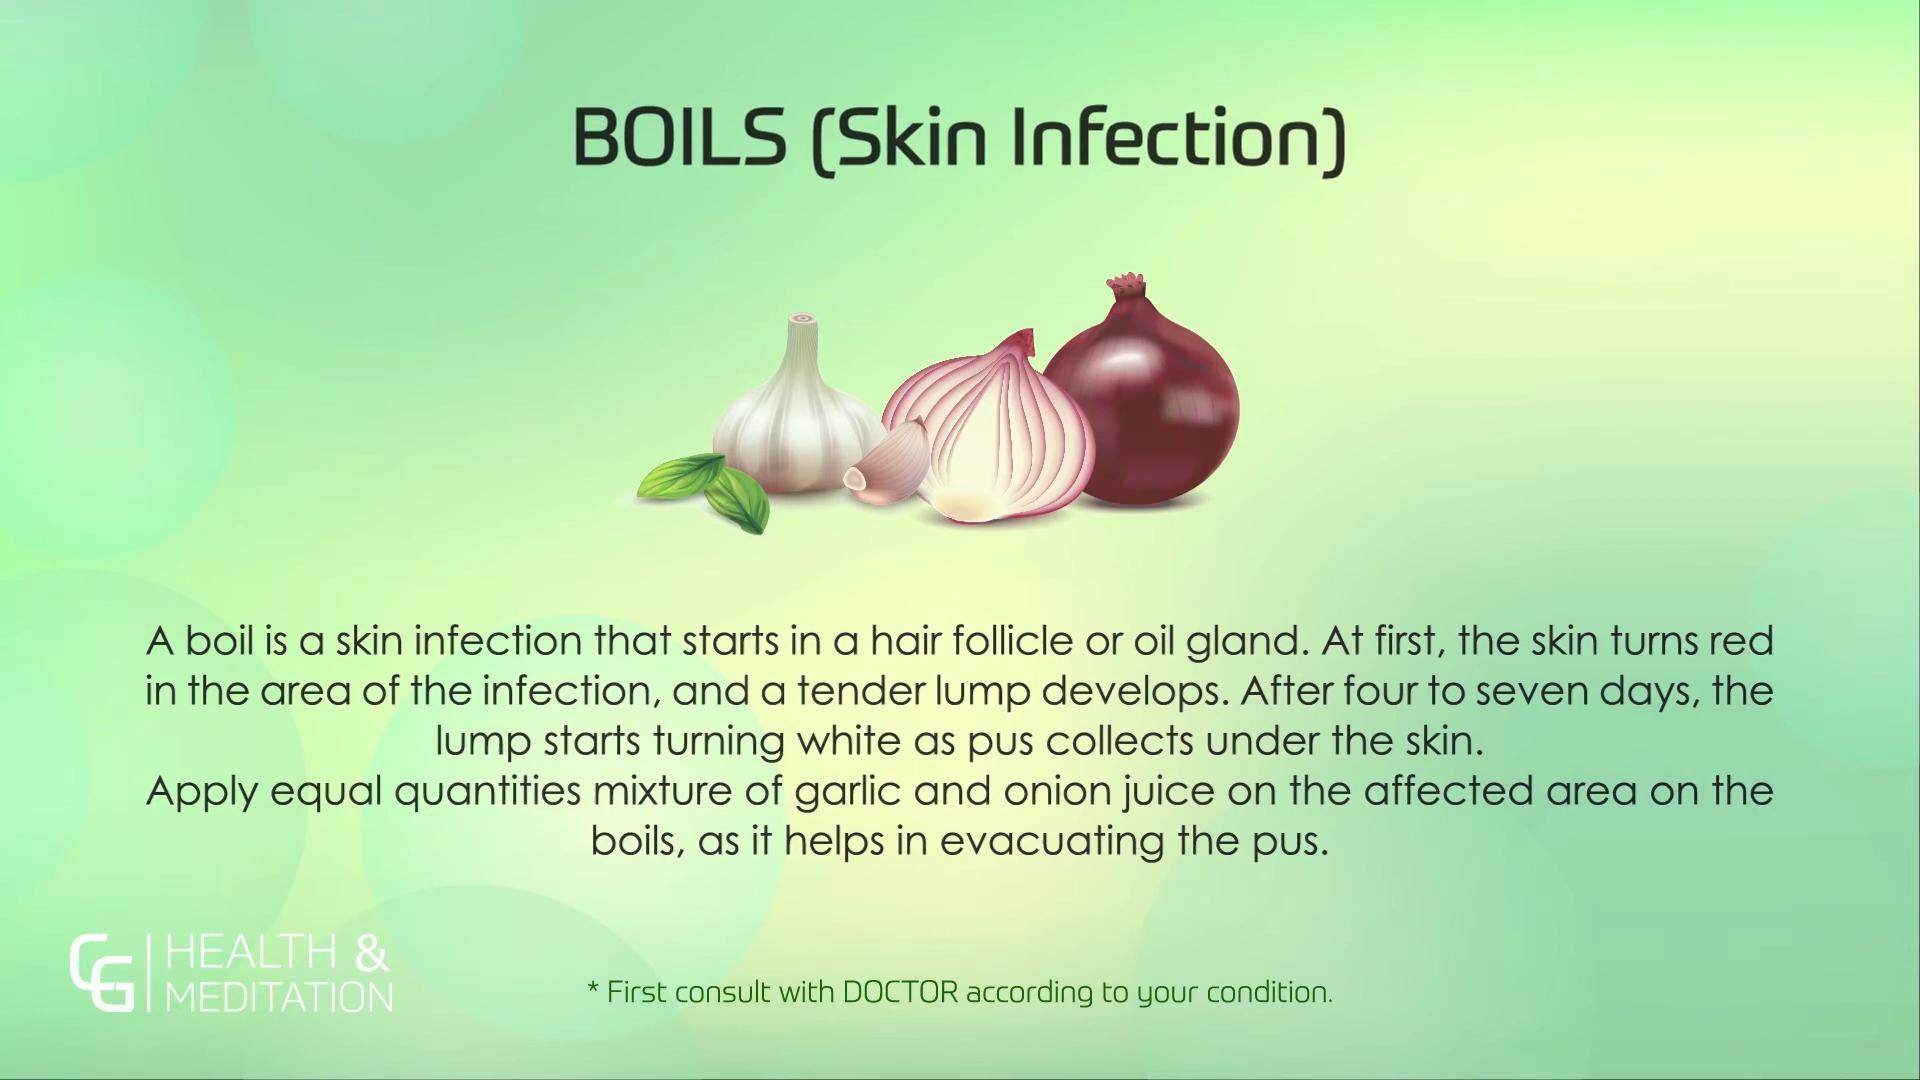 BOILS (Skin Infection)
A boil is a skin infection that starts in a hair follicle or oil gland. At first, the skin turns red
in the area of the infection, and a tender lump develops. After four to seven days, the
lump starts turning white as pus collects under the skin.
Apply equal quantities mixture of garlic and onion juice on the affected area on the
boils, as it helps in evacuating the pus.
CG HEALTH &
MEDITATION
* First consult with DOCTOR according to your condition.